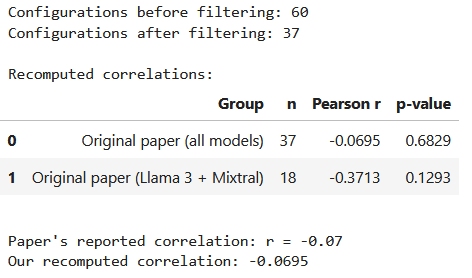 Configurations before filtering: 60
Configurations after filtering: 37
Recomputed correlations:
Group n Pearson r p-value
0 Original paper (all models) 37 -0.0695 0.6829
1 Original paper (Llama 3 + Mixtral) 18 -0.3713 0.1293
Paper's reported correlation: r = -0.07
Our recomputed correlation: -0.0695